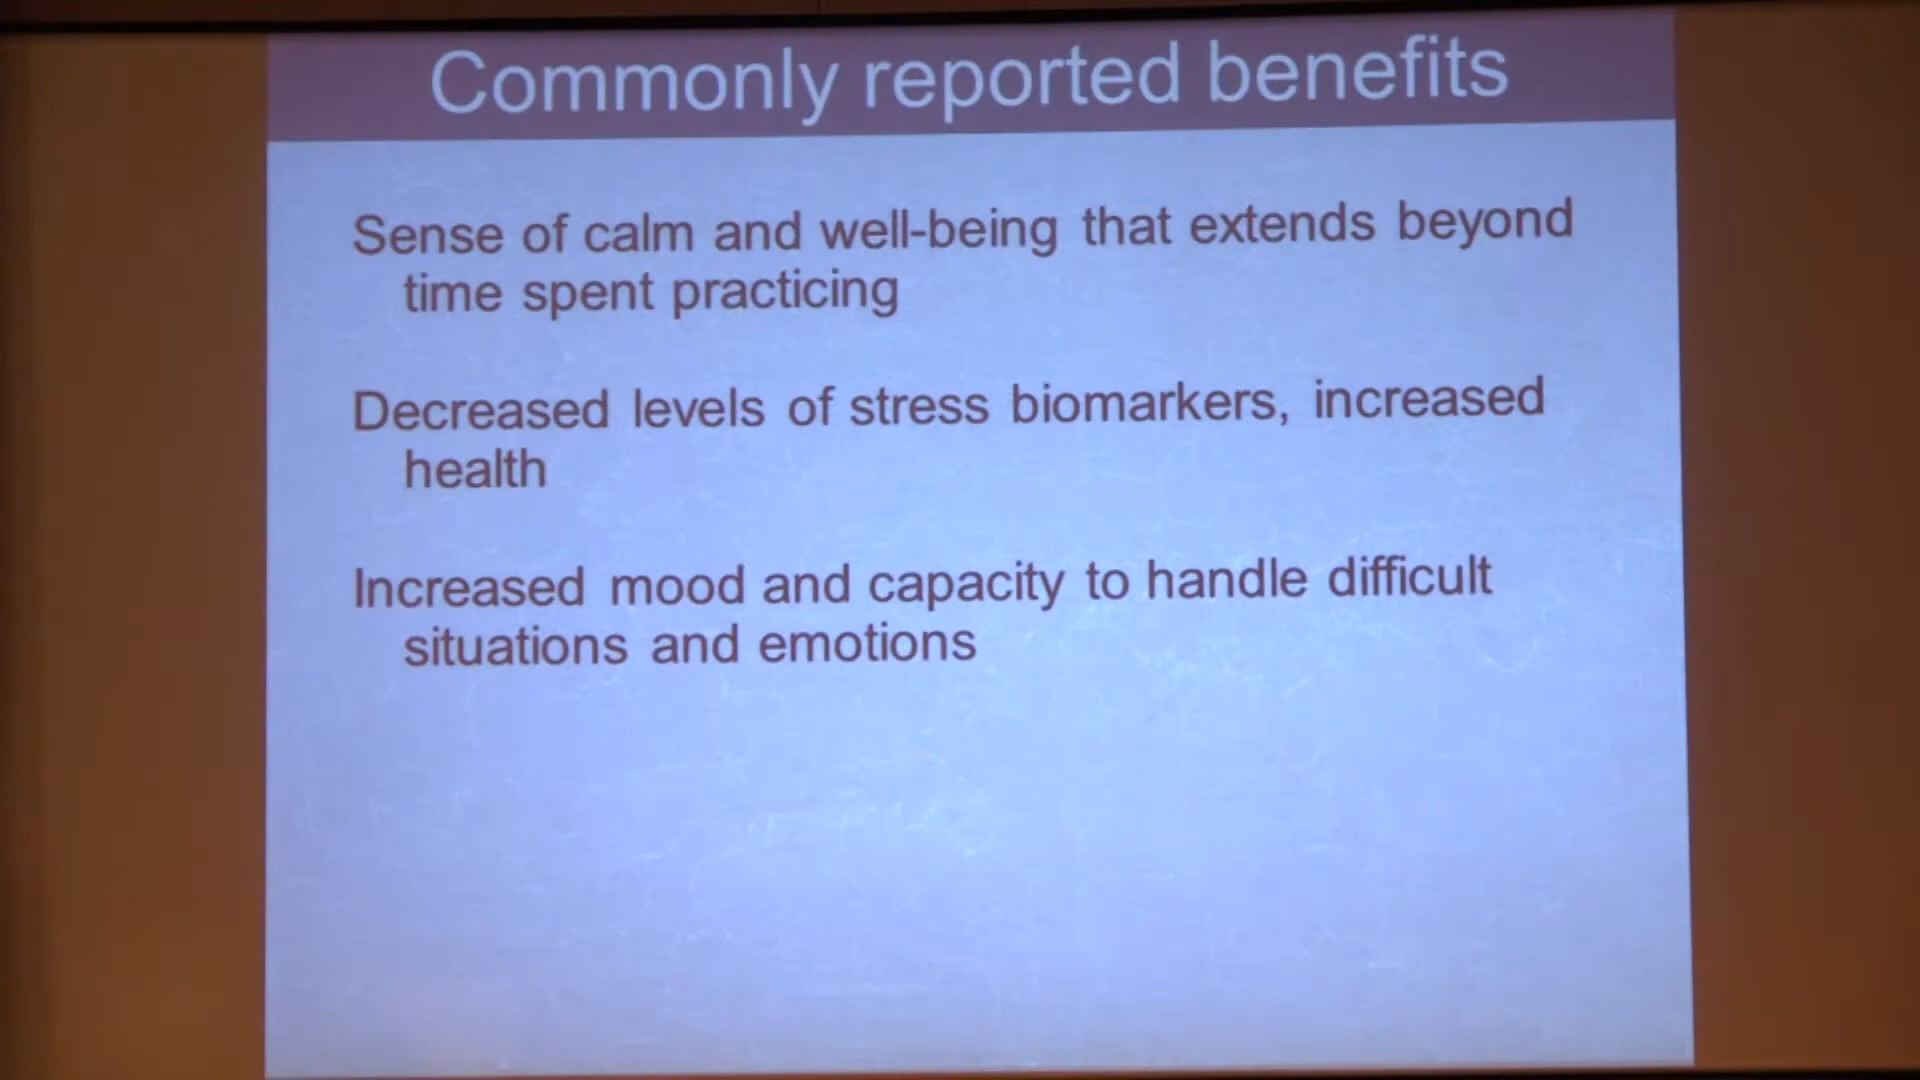 Commonly reported benefits
Sense of calm and well-being that extends beyond
time spent practicing
Decreased levels of stress biomarkers, increased
health
Increased mood and capacity to handle difficult
situations and emotions